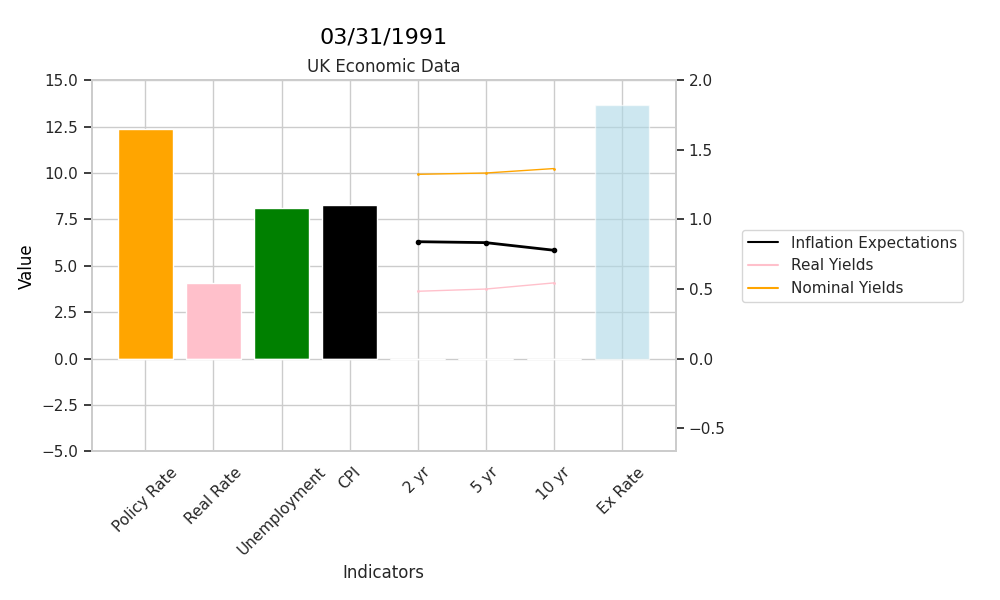 03/31/1991
UK Economic Data
15.0
12.5
10.0
7.5
5.0
2.5
0.0
−2.5
−5.0
Value
2.0
1.5
1.0
0.5
0.0
−0.5
Inflation Expectations
Real Yields
Nominal Yields
Policy Rate
Real Rate
Unemployment
CPI
2 yr
5 yr
10 yr
Ex Rate
Indicators